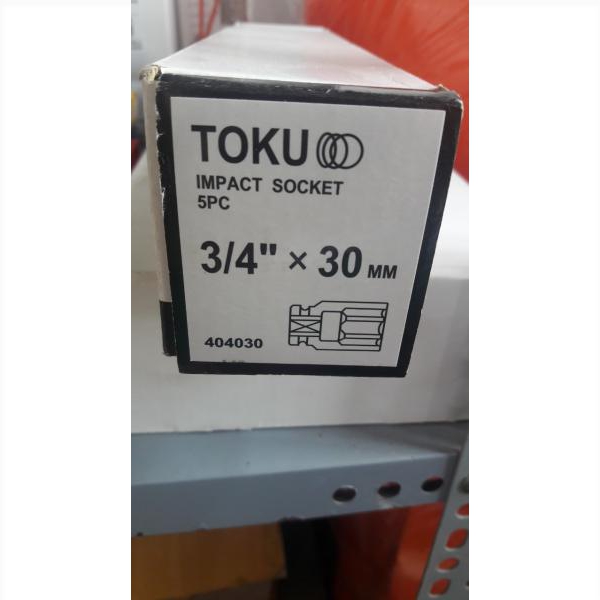 TOKU
IMPACT SOCKET
5PC
3/4" × 30 MM
404030